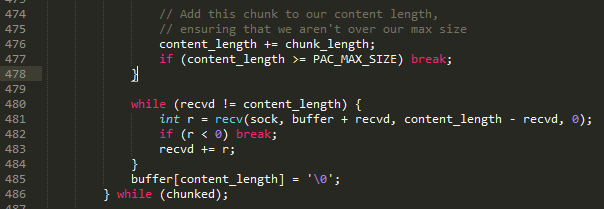 474 // Add this chunk to our content length,
475 // ensuring that we aren't over our max size
476 content_length += chunk_length;
477 if (content_length >= PAC_MAX_SIZE) break;
478 }
479
480 while (recvd != content_length) {
481 int r = recv(sock, buffer + recvd, content_length - recvd, 0);
482 if (r < 0) break;
483 recvd += r;
484 }
485 buffer[content_length] = '\0';
486 } while (chunked);